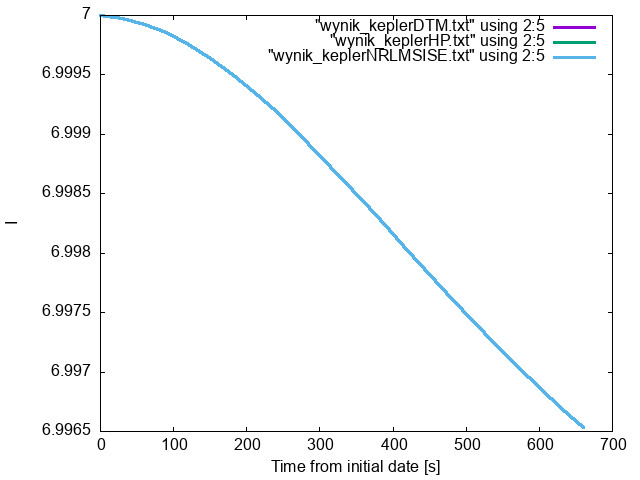 7
6.9995
6.999
6.9985
6.998
6.9975
6.997
6.9965
0 100 200 300 400 500 600 700
Time from initial date [s]
I
"wynik_keplerDTM.txt" using 2:5
"wynik_keplerHP.txt" using 2:5
"wynik_keplerNRLMSISE.txt" using 2:5